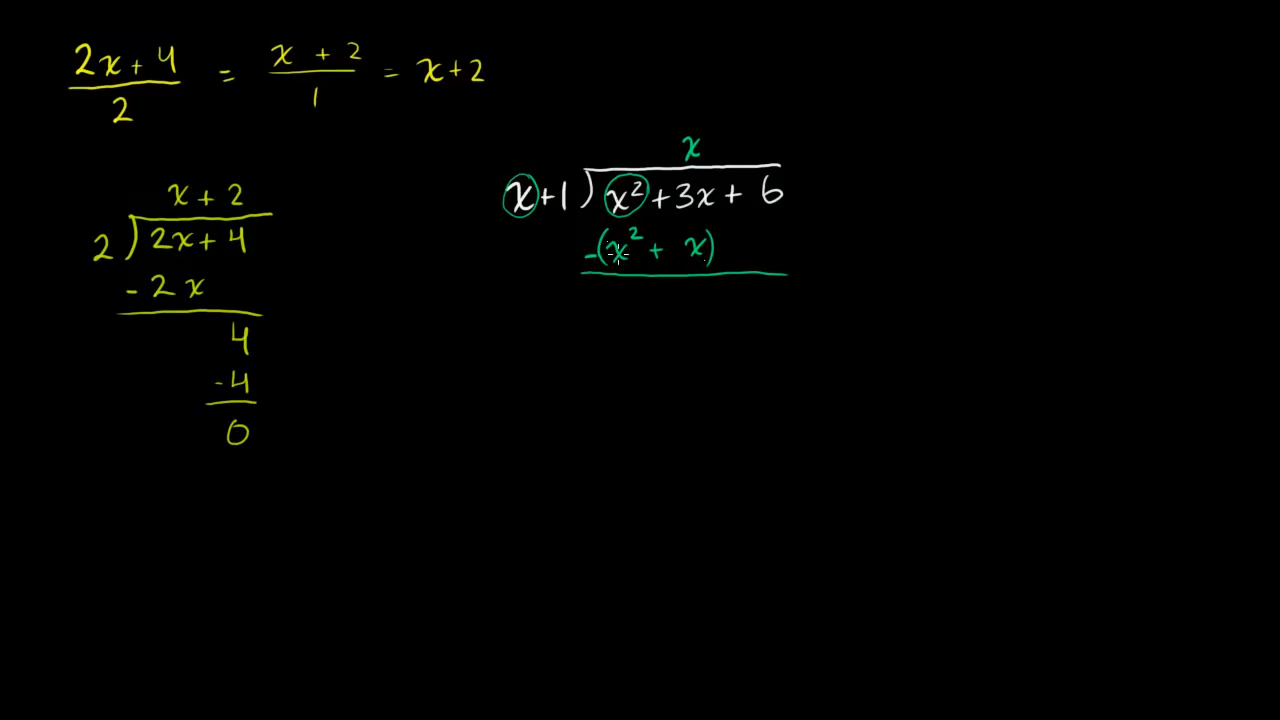 2x + 4 / 2 = x + 2 / 1 = x + 2
x + 2
2 ) 2x + 4
- 2x
4
- 4
0
x
x + 1 ) x² + 3x + 6
-(x² + x)